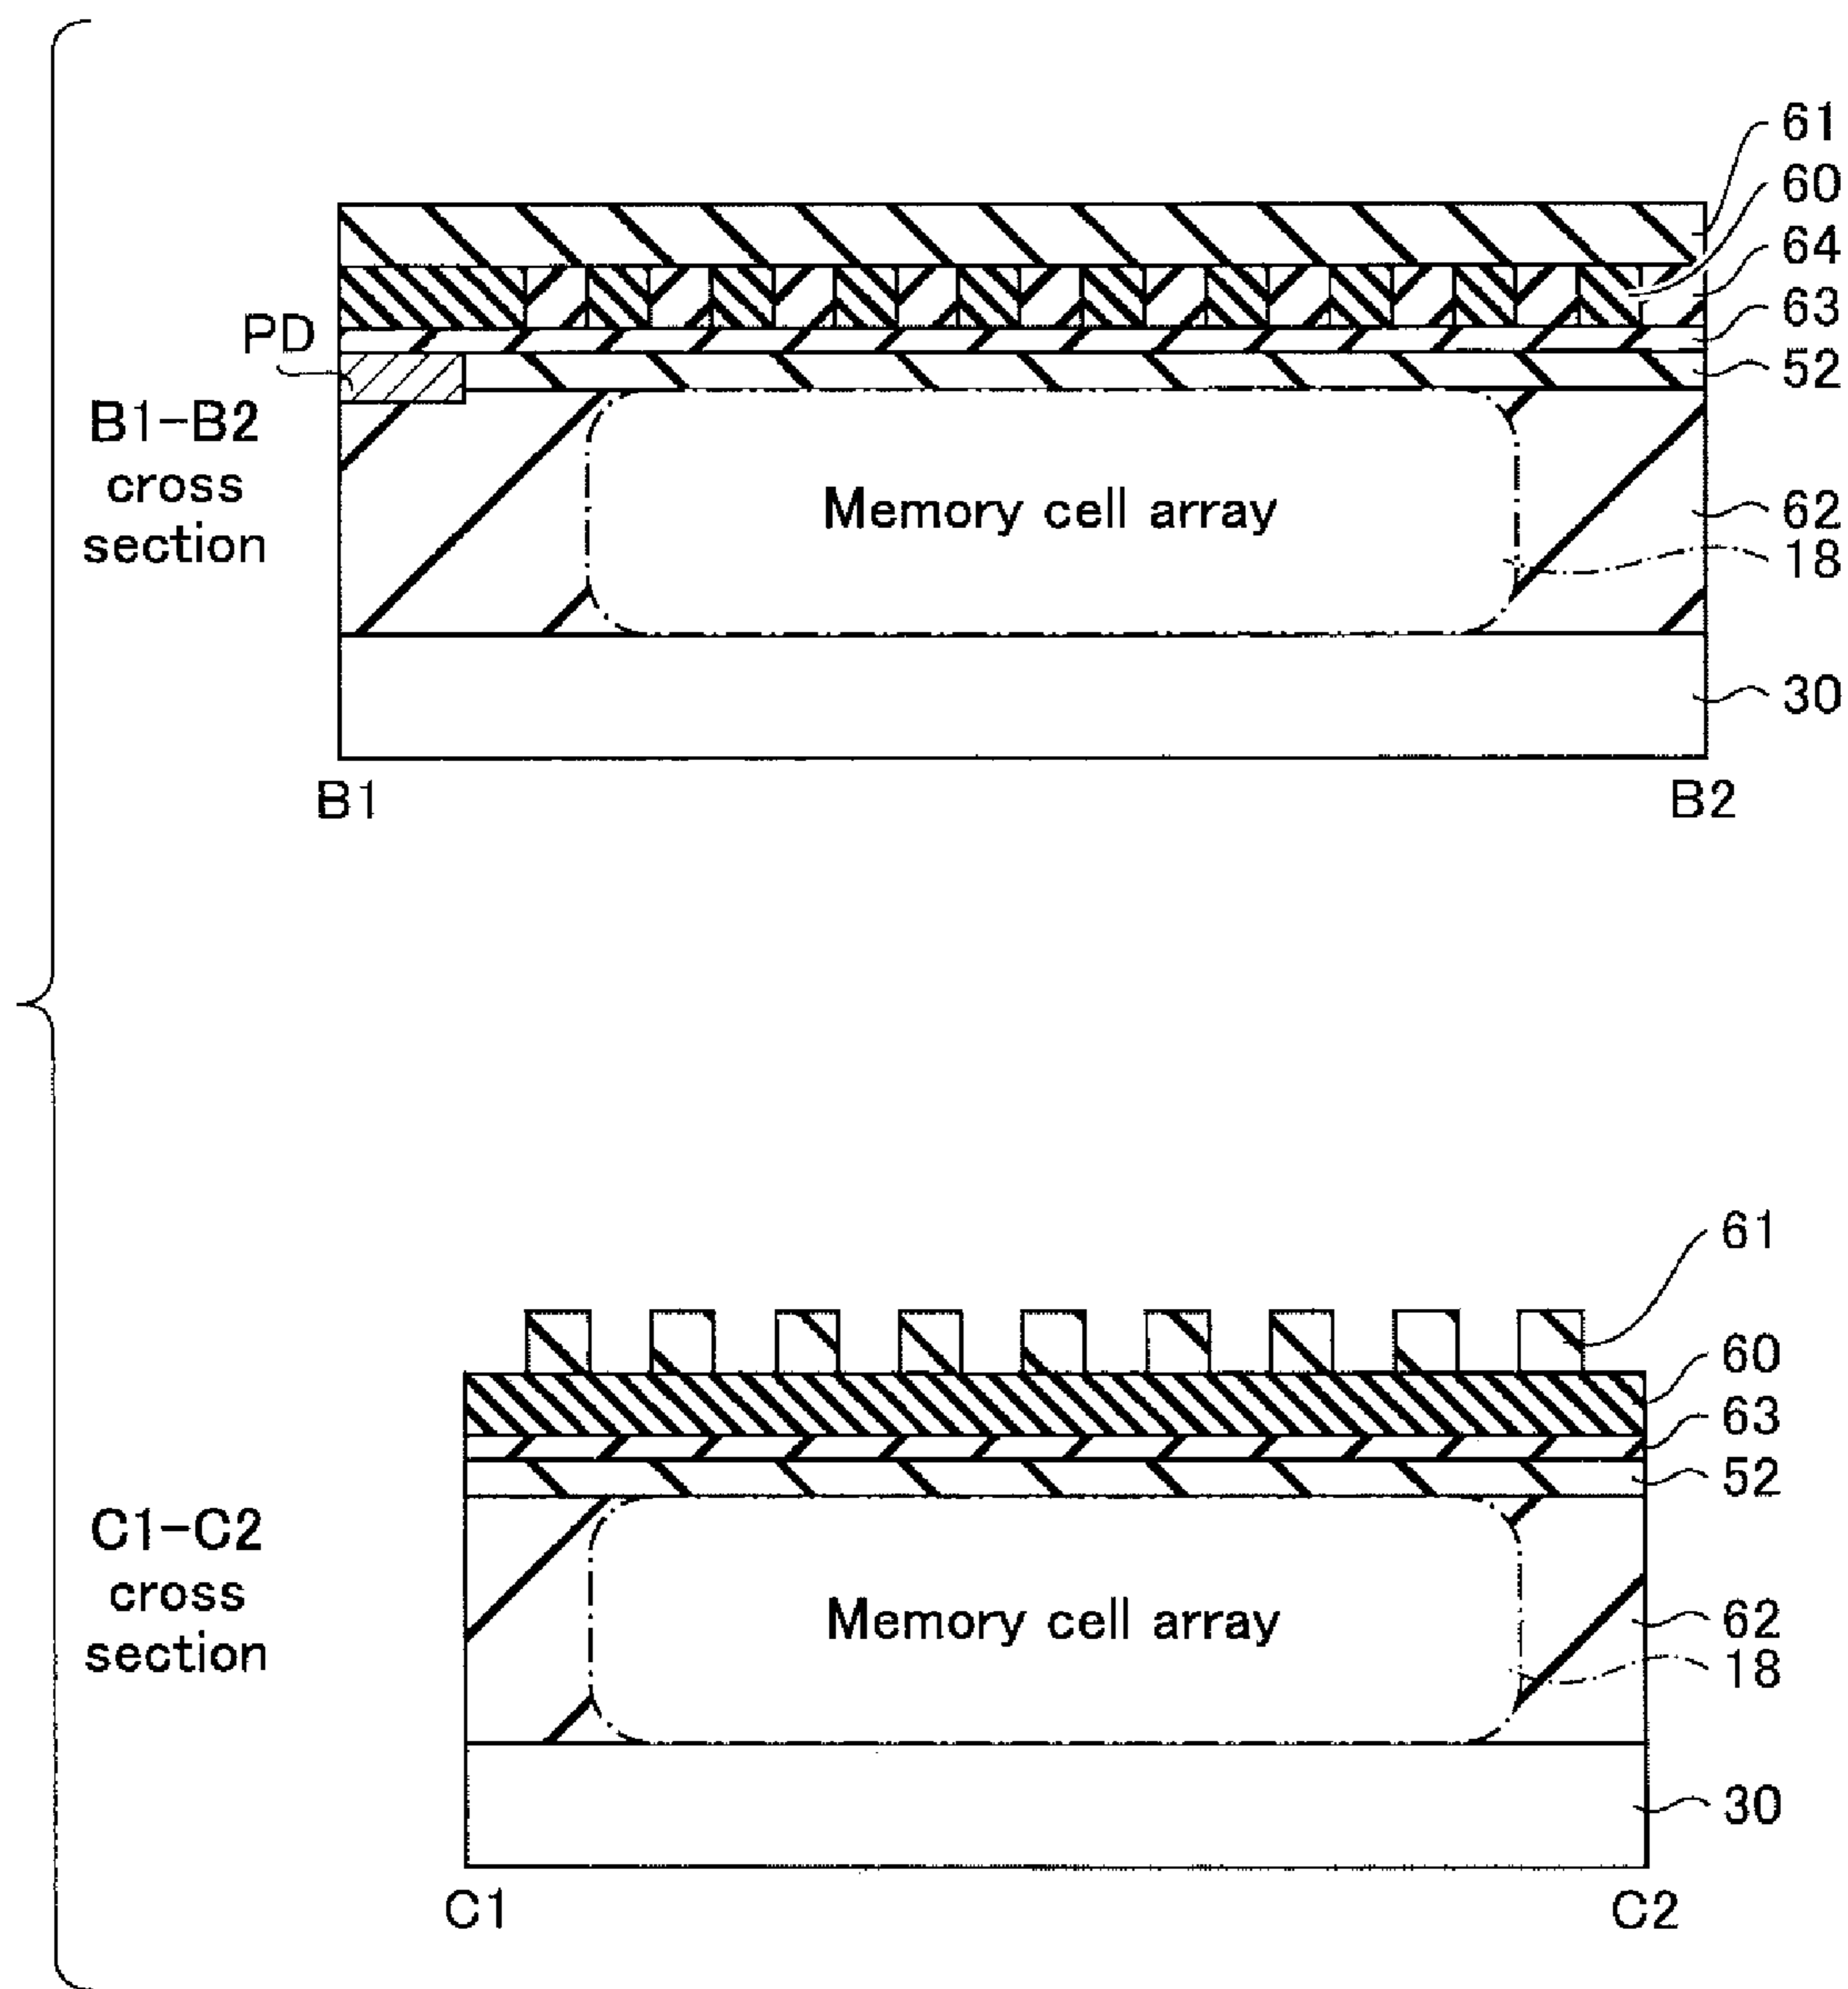 61
60
64
63
PD
52
B1-B2
cross
section
Memory cell array
62
18
30
B1
B2
61
60
63
52
C1-C2
cross
section
Memory cell array
62
18
30
C1
C2